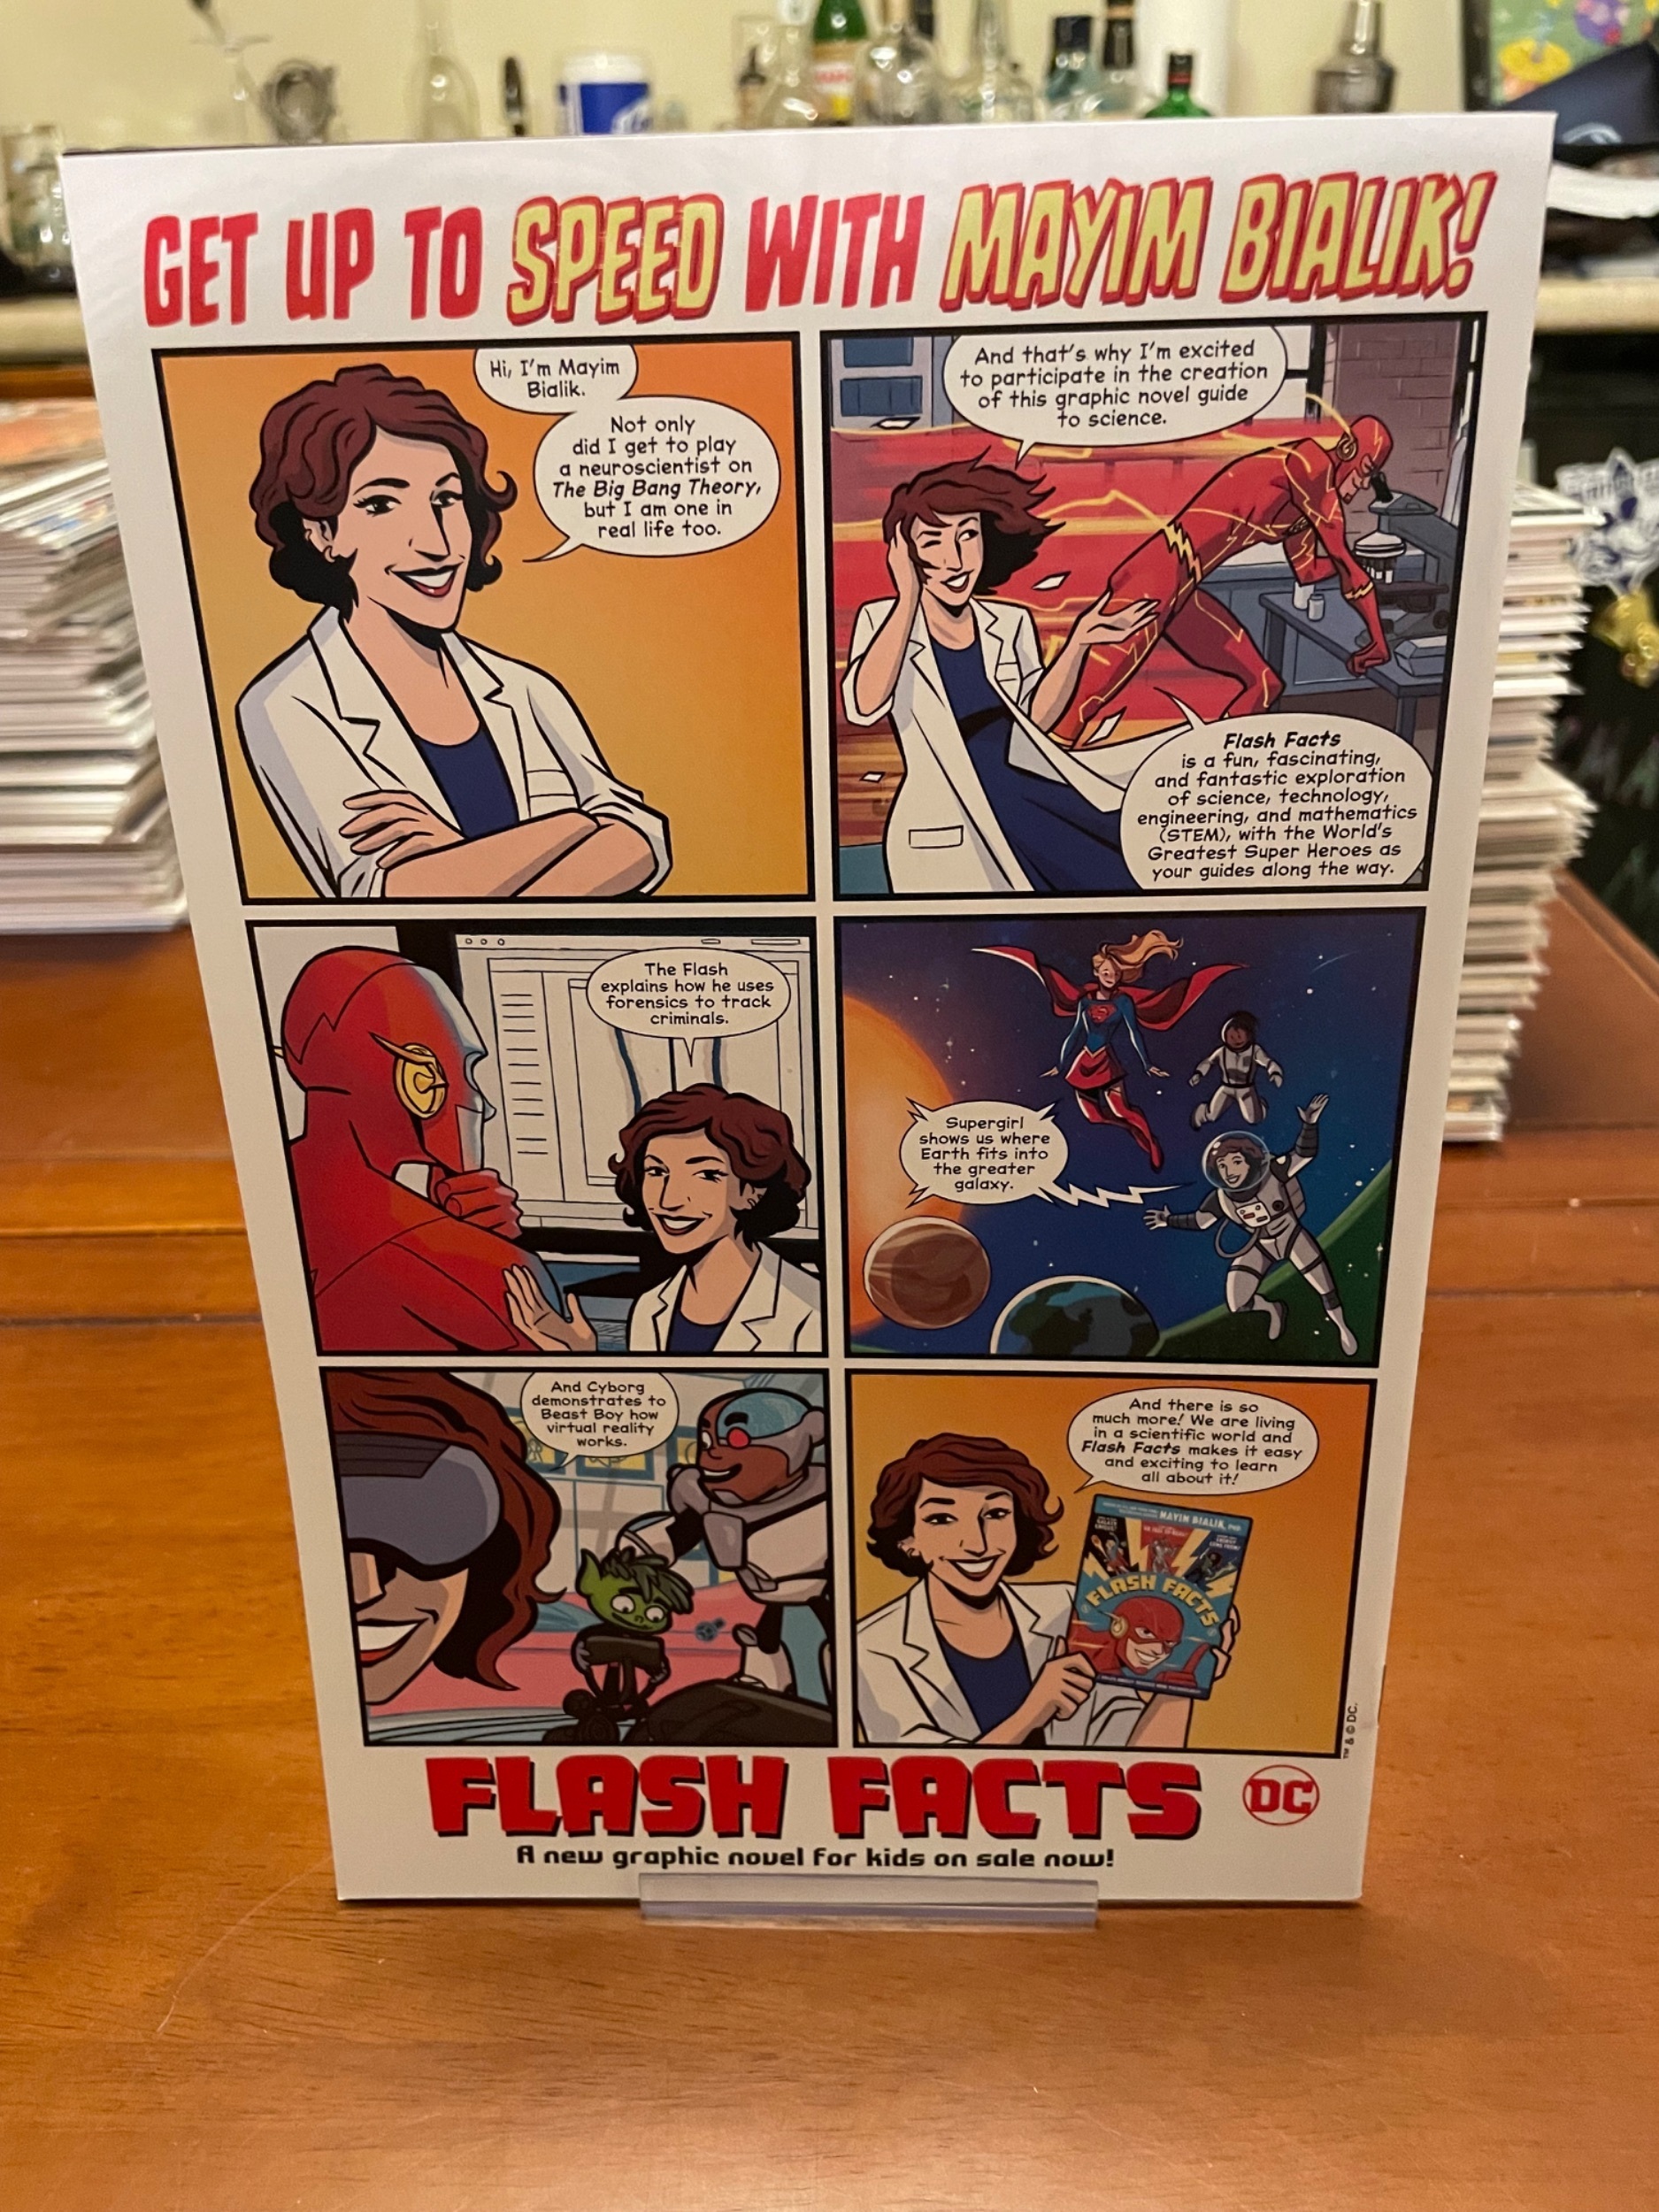 GET UP TO SPEED WITH MAYIM BIALIK!
Hi, I'm Mayim
Bialik.
Not only
did I get to play
a neuroscientist on
The Big Bang Theory,
but I am one in
real life too.
And that's why I'm excited
to participate in the creation
of this graphic novel guide
to science.
Flash Facts
is a fun, fascinating,
and fantastic exploration
of science, technology,
engineering, and mathematics
(STEM), with the World's
Greatest Super Heroes as
your guides along the way.
The Flash
explains how he uses
forensics to track
criminals.
Supergirl
shows us where
Earth fits into
the greater
galaxy.
And Cyborg
demonstrates to
Beast Boy how
virtual reality
works.
And there is so
much more! We are living
in a scientific world and
Flash Facts makes it easy
and exciting to learn
all about it!
MAYIM BIALIK, PHD
FLASH FACTS
™ & © DC.
FLASH FACTS
DC
A new graphic novel for kids on sale now!